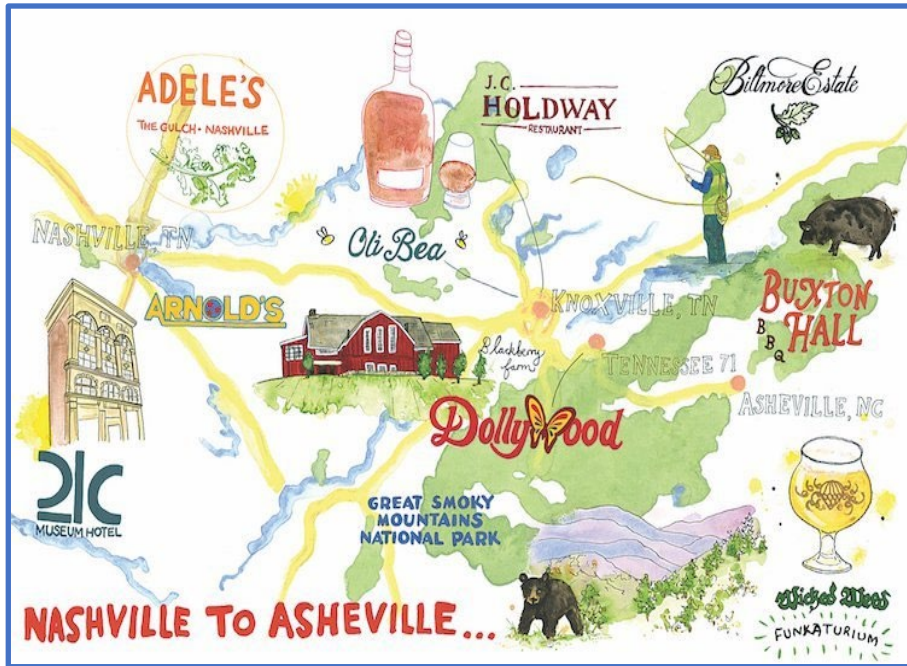 ADELE'S
THE GULCH • NASHVILLE
J.C.
HOLDWAY
RESTAURANT
Biltmore Estate
NASHVILLE, TN
Oli Bea
ARNOLD'S
KNOXVILLE, TN
BUXTON
HALL
BBQ
Blackberry
farm
TENNESSEE 71
ASHEVILLE, NC
Dollywood
21C
MUSEUM HOTEL
GREAT SMOKY
MOUNTAINS
NATIONAL PARK
Wicked Weed
FUNKATORIUM
NASHVILLE TO ASHEVILLE...